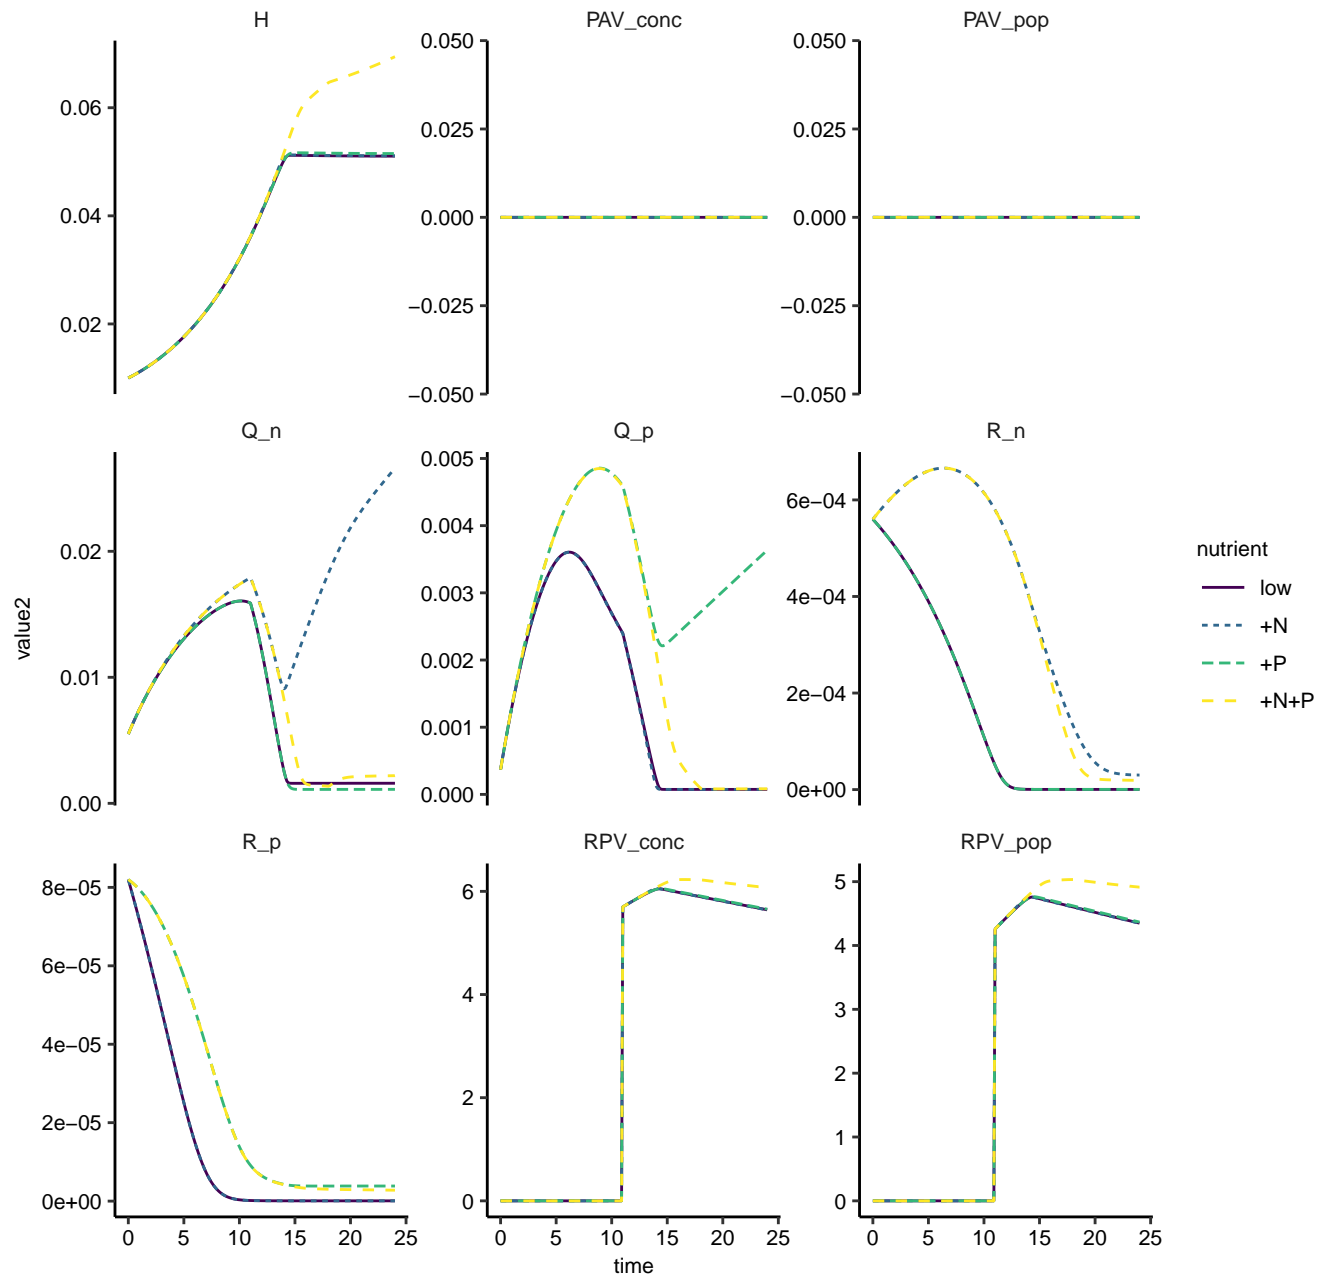 H
PAV_conc
PAV_pop
0.06
0.04
0.02
0.050
0.025
0.000
−0.025
−0.050
0.050
0.025
0.000
−0.025
−0.050
Q_n
Q_p
R_n
0.02
0.01
0.00
0.005
0.004
0.003
0.002
0.001
0.000
6e−04
4e−04
2e−04
0e+00
R_p
RPV_conc
RPV_pop
8e−05
6e−05
4e−05
2e−05
0e+00
6
4
2
0
5
4
3
2
1
0
0 5 10 15 20 25
0 5 10 15 20 25
0 5 10 15 20 25
time
value2
nutrient
low
+N
+P
+N+P